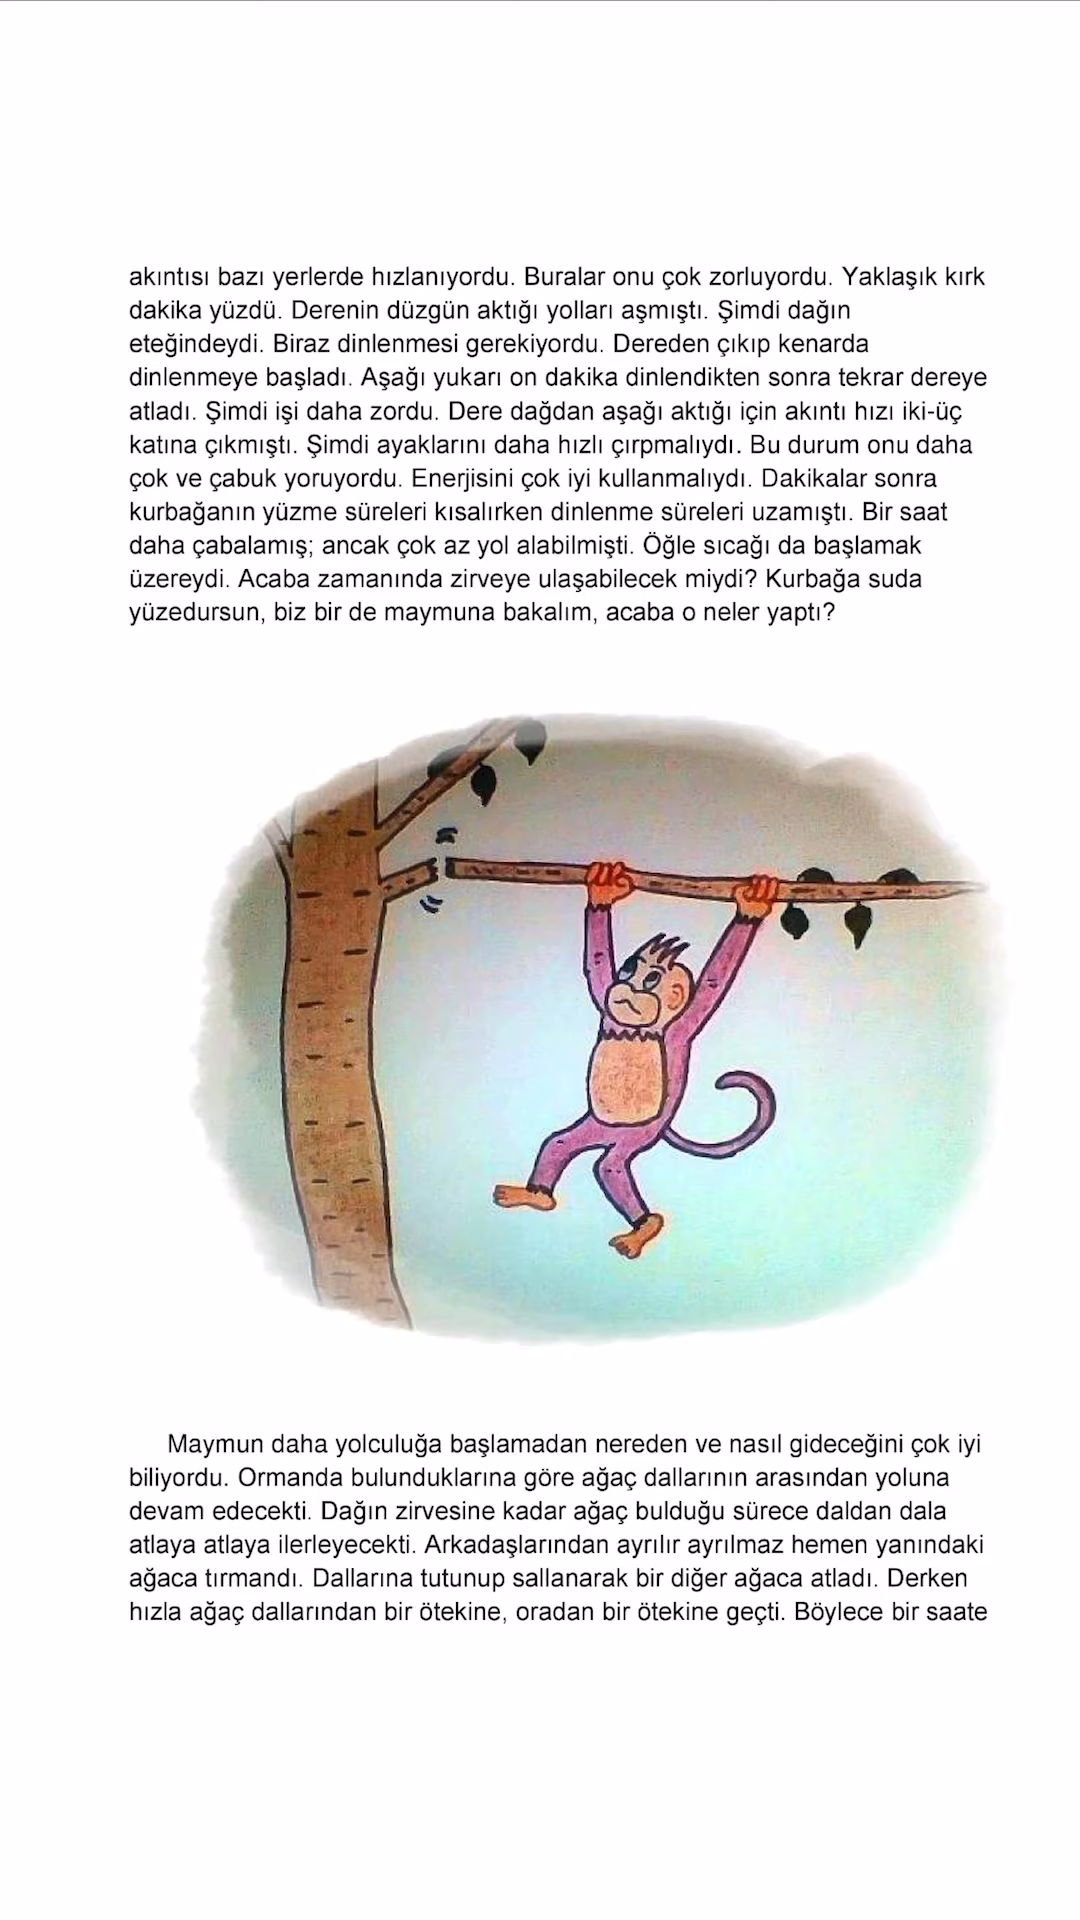 akıntısı bazı yerlerde hızlanıyordu. Buralar onu çok zorluyordu. Yaklaşık kırk
dakika yüzdü. Derenin düzgün aktığı yolları aşmıştı. Şimdi dağın
eteğindeydi. Biraz dinlenmesi gerekiyordu. Dereden çıkıp kenarda
dinlenmeye başladı. Aşağı yukarı on dakika dinlendikten sonra tekrar dereye
atladı. Şimdi işi daha zordu. Dere dağdan aşağı aktığı için akıntı hızı iki-üç
katına çıkmıştı. Şimdi ayaklarını daha hızlı çırpmalıydı. Bu durum onu daha
çok ve çabuk yoruyordu. Enerjisini çok iyi kullanmalıydı. Dakikalar sonra
kurbağanın yüzme süreleri kısalırken dinlenme süreleri uzamıştı. Bir saat
daha çabalamış; ancak çok az yol alabilmişti. Öğle sıcağı da başlamak
üzereydi. Acaba zamanında zirveye ulaşabilecek miydi? Kurbağa suda
yüzedursun, biz bir de maymuna bakalım, acaba o neler yaptı?
Maymun daha yolculuğa başlamadan nereden ve nasıl gideceğini çok iyi
biliyordu. Ormanda bulunduklarına göre ağaç dallarının arasından yoluna
devam edecekti. Dağın zirvesine kadar ağaç bulduğu sürece daldan dala
atlaya atlaya ilerleyecekti. Arkadaşlarından ayrılır ayrılmaz hemen yanındaki
ağaca tırmandı. Dallarına tutunup sallanarak bir diğer ağaca atladı. Derken
hızla ağaç dallarından bir ötekine, oradan bir ötekine geçti. Böylece bir saate